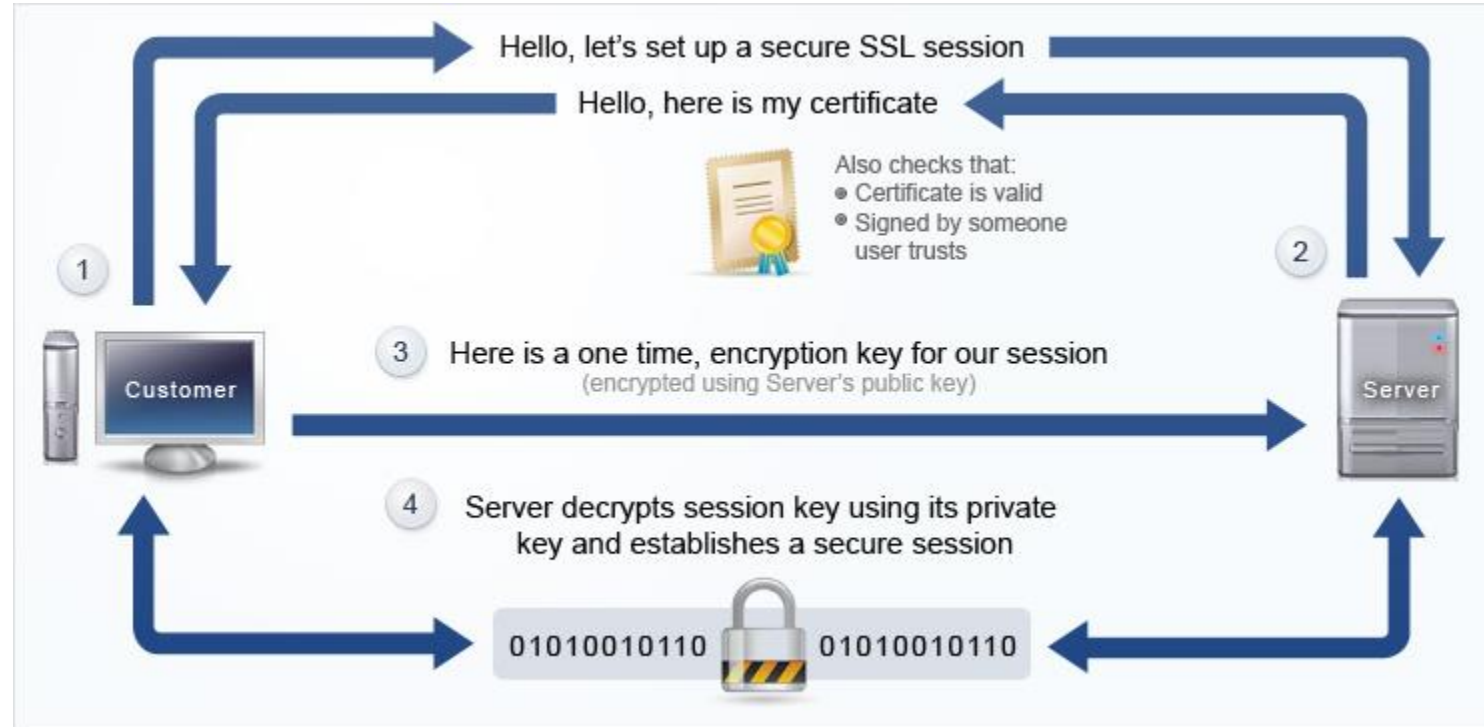 Hello, let's set up a secure SSL session
Hello, here is my certificate
Also checks that:
● Certificate is valid
● Signed by someone
user trusts
1
2
3 Here is a one time, encryption key for our session
(encrypted using Server's public key)
Customer
Server
4 Server decrypts session key using its private
key and establishes a secure session
01010010110 01010010110